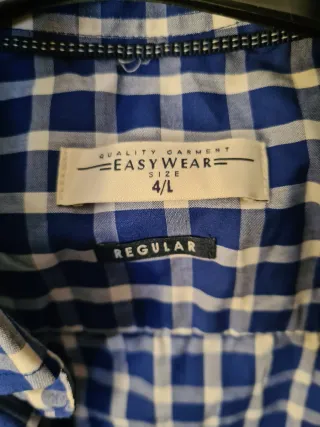 QUALITY GARMENT
EASYWEAR
SIZE
4/L
REGULAR